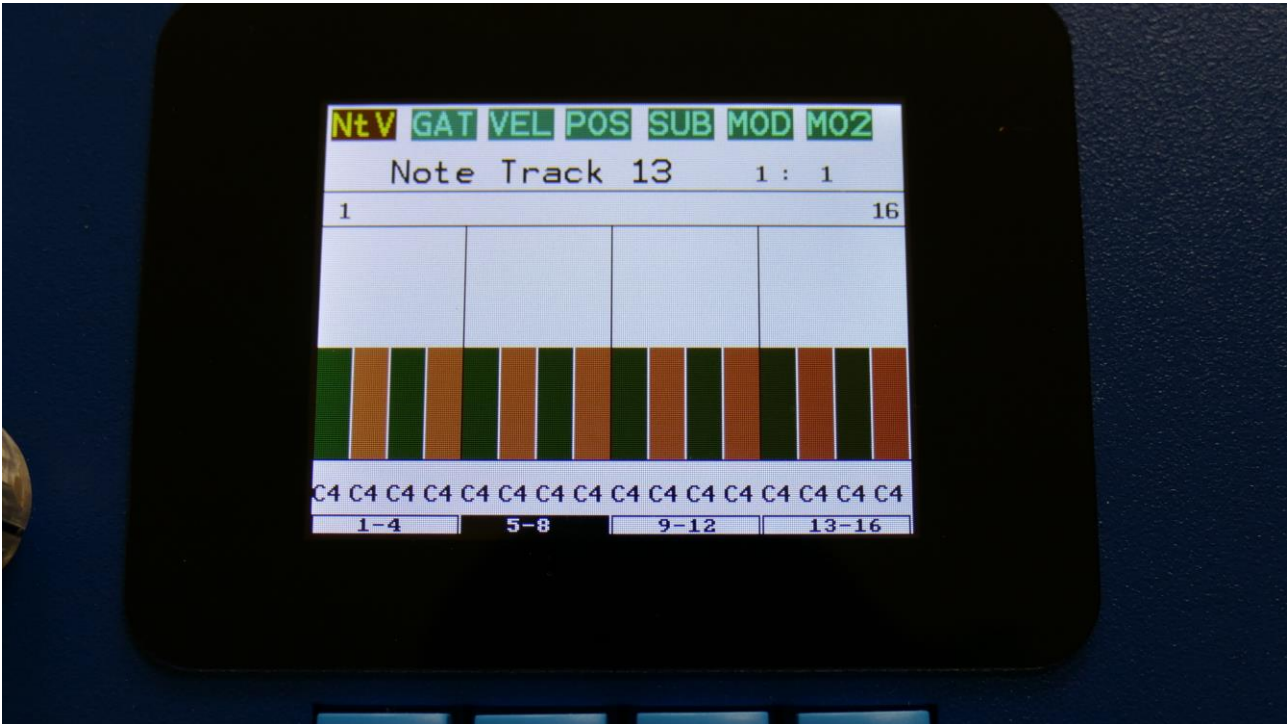 NtV GAT VEL POS SUB MOD MO2
Note Track 13 1 : 1
1 16
C4 C4 C4 C4 C4 C4 C4 C4 C4 C4 C4 C4 C4 C4 C4 C4
1-4 5-8 9-12 13-16